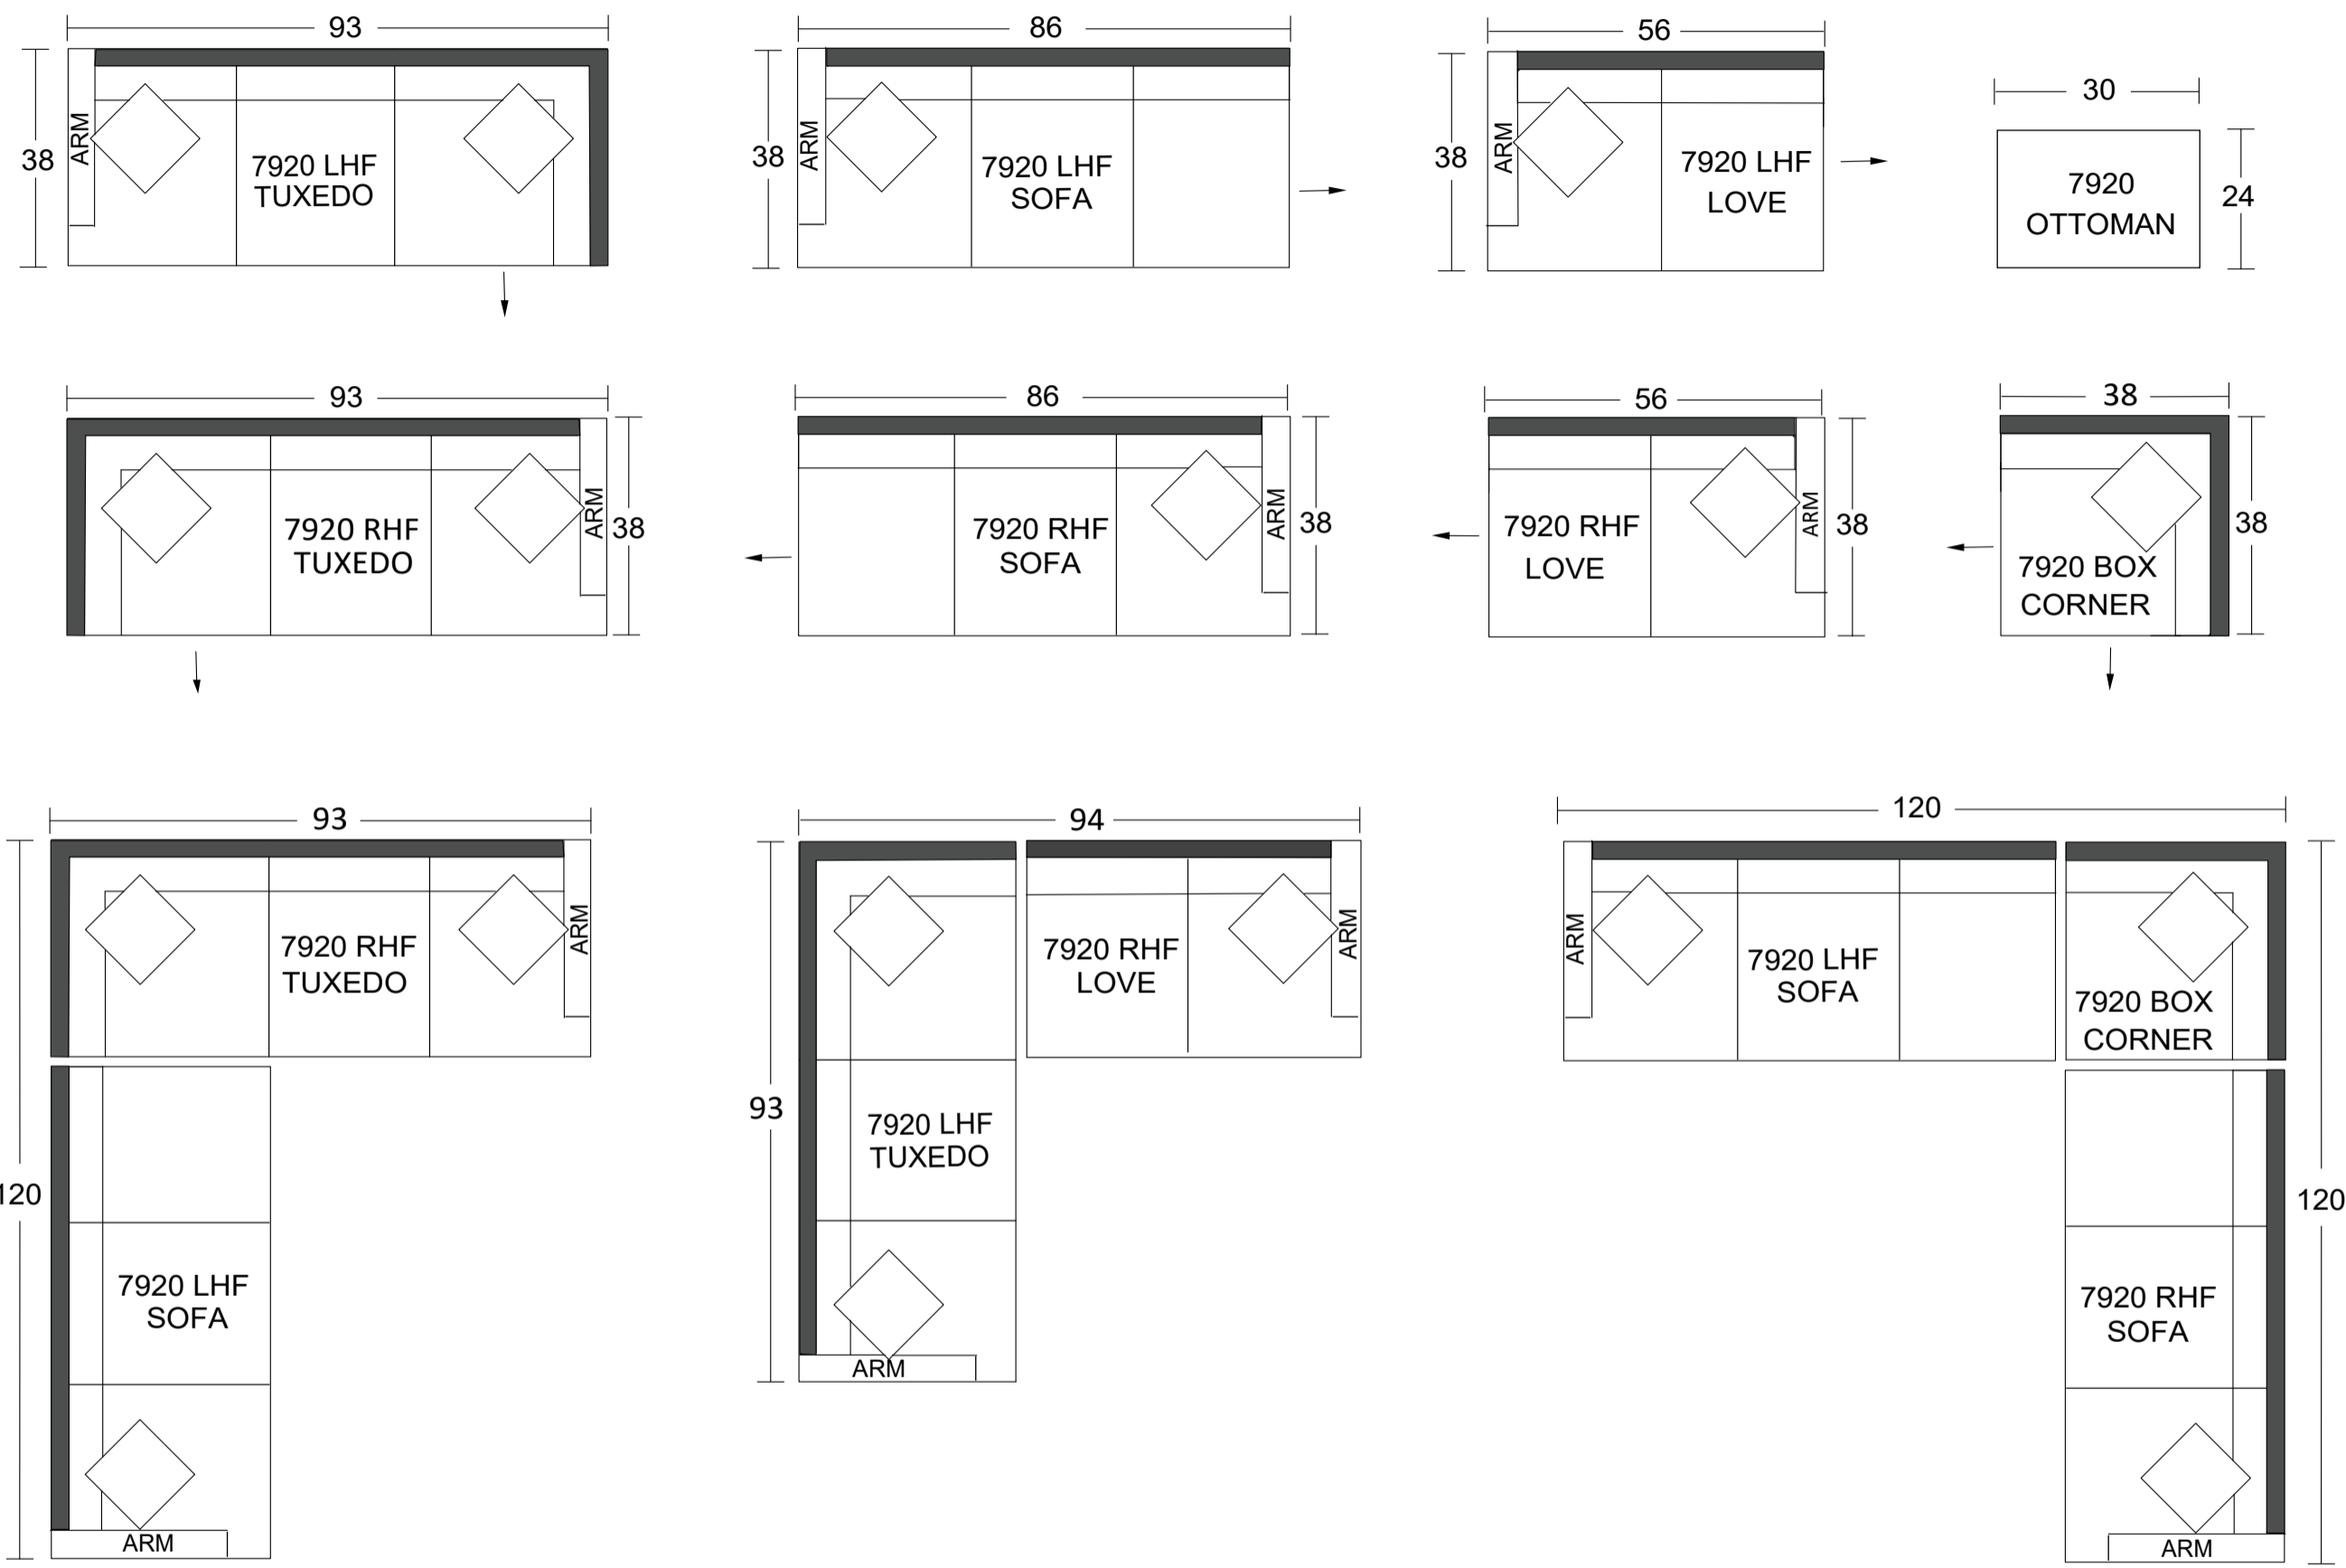 93
86
56
30
38
ARM
7920 LHF
TUXEDO
38
ARM
7920 LHF
SOFA
38
ARM
7920 LHF
LOVE
7920
OTTOMAN
24
93
86
56
38
7920 RHF
TUXEDO
ARM
38
7920 RHF
SOFA
ARM
38
7920 RHF
LOVE
ARM
38
7920 BOX
CORNER
38
93
94
120
7920 RHF
TUXEDO
ARM
7920 RHF
LOVE
ARM
ARM
7920 LHF
SOFA
7920 BOX
CORNER
120
7920 LHF
SOFA
ARM
93
7920 LHF
TUXEDO
ARM
7920 RHF
SOFA
ARM
120